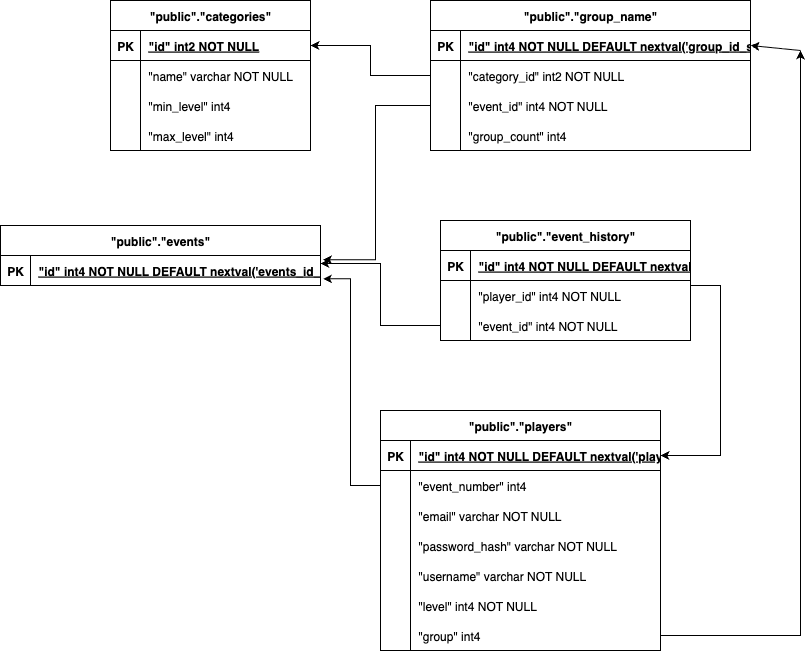 "public"."categories"
PK "id" int2 NOT NULL
"name" varchar NOT NULL
"min_level" int4
"max_level" int4
"public"."group_name"
PK "id" int4 NOT NULL DEFAULT nextval('group_id_s
"category_id" int2 NOT NULL
"event_id" int4 NOT NULL
"group_count" int4
"public"."events"
PK "id" int4 NOT NULL DEFAULT nextval('events_id_
"public"."event_history"
PK "id" int4 NOT NULL DEFAULT nextval
"player_id" int4 NOT NULL
"event_id" int4 NOT NULL
"public"."players"
PK "id" int4 NOT NULL DEFAULT nextval('play
"event_number" int4
"email" varchar NOT NULL
"password_hash" varchar NOT NULL
"username" varchar NOT NULL
"level" int4 NOT NULL
"group" int4